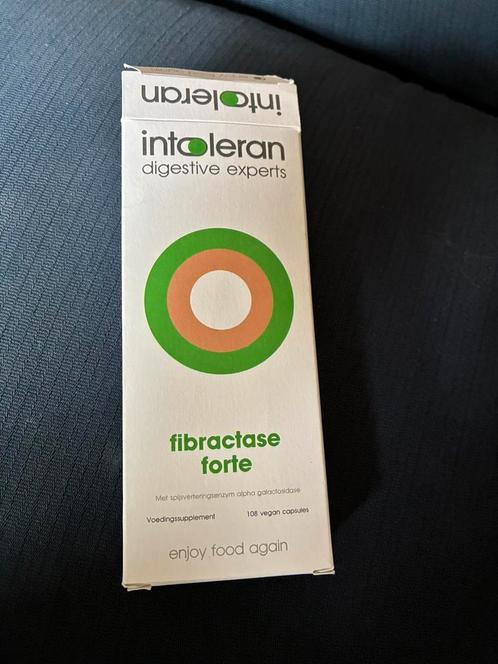 intoleran
intoleran
digestive experts
fibractase
forte
Met spijsverteringsenzym alpha galactosidase
Voedingssupplement 108 vegan capsules
enjoy food again